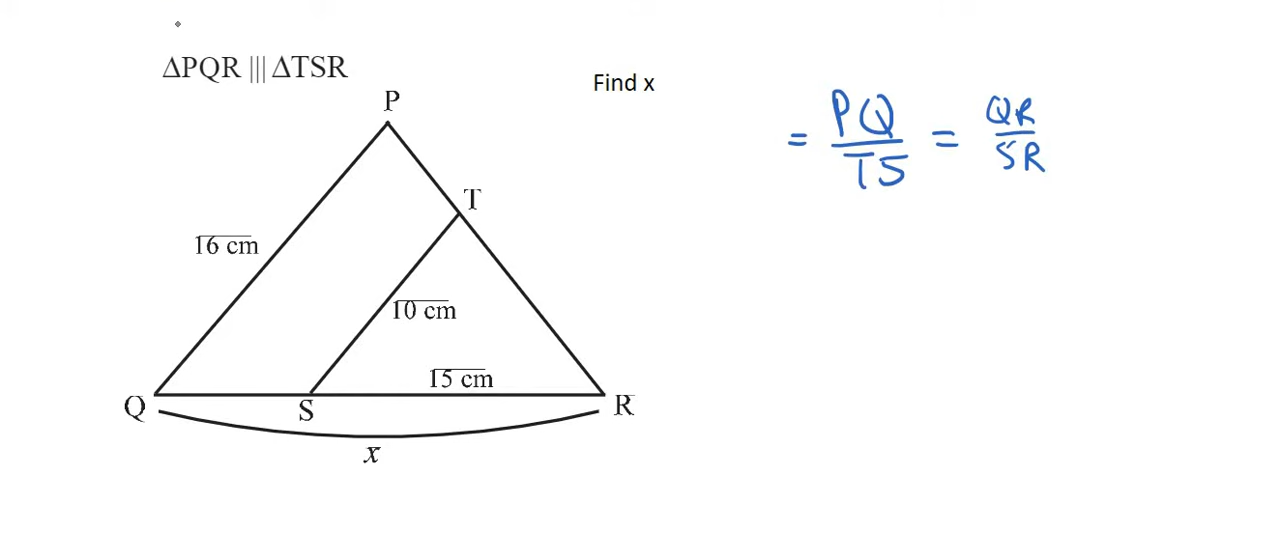 ΔPQR ||| ΔTSR
Find x
P
T
16 cm
10 cm
15 cm
Q
S
R
x
= PQ/TS = QR/SR